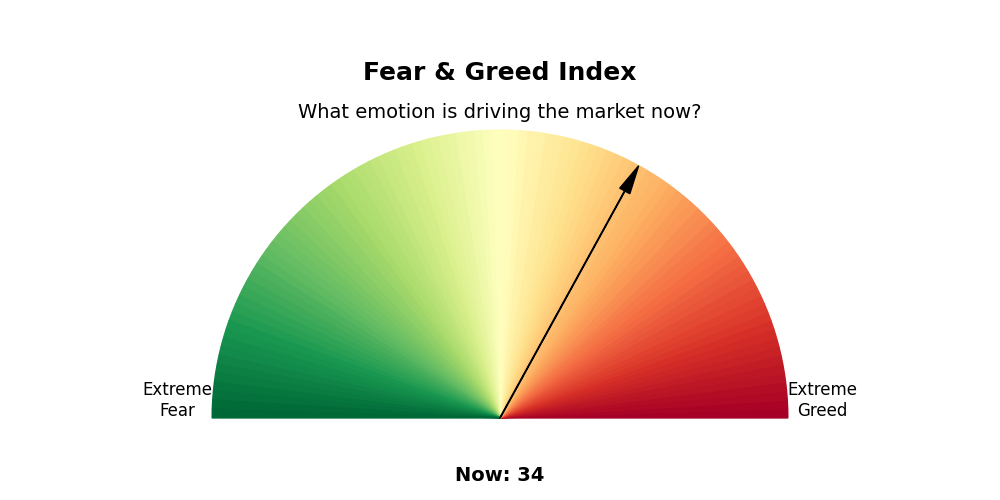 Fear & Greed Index
What emotion is driving the market now?
Extreme
Fear
Extreme
Greed
Now: 34